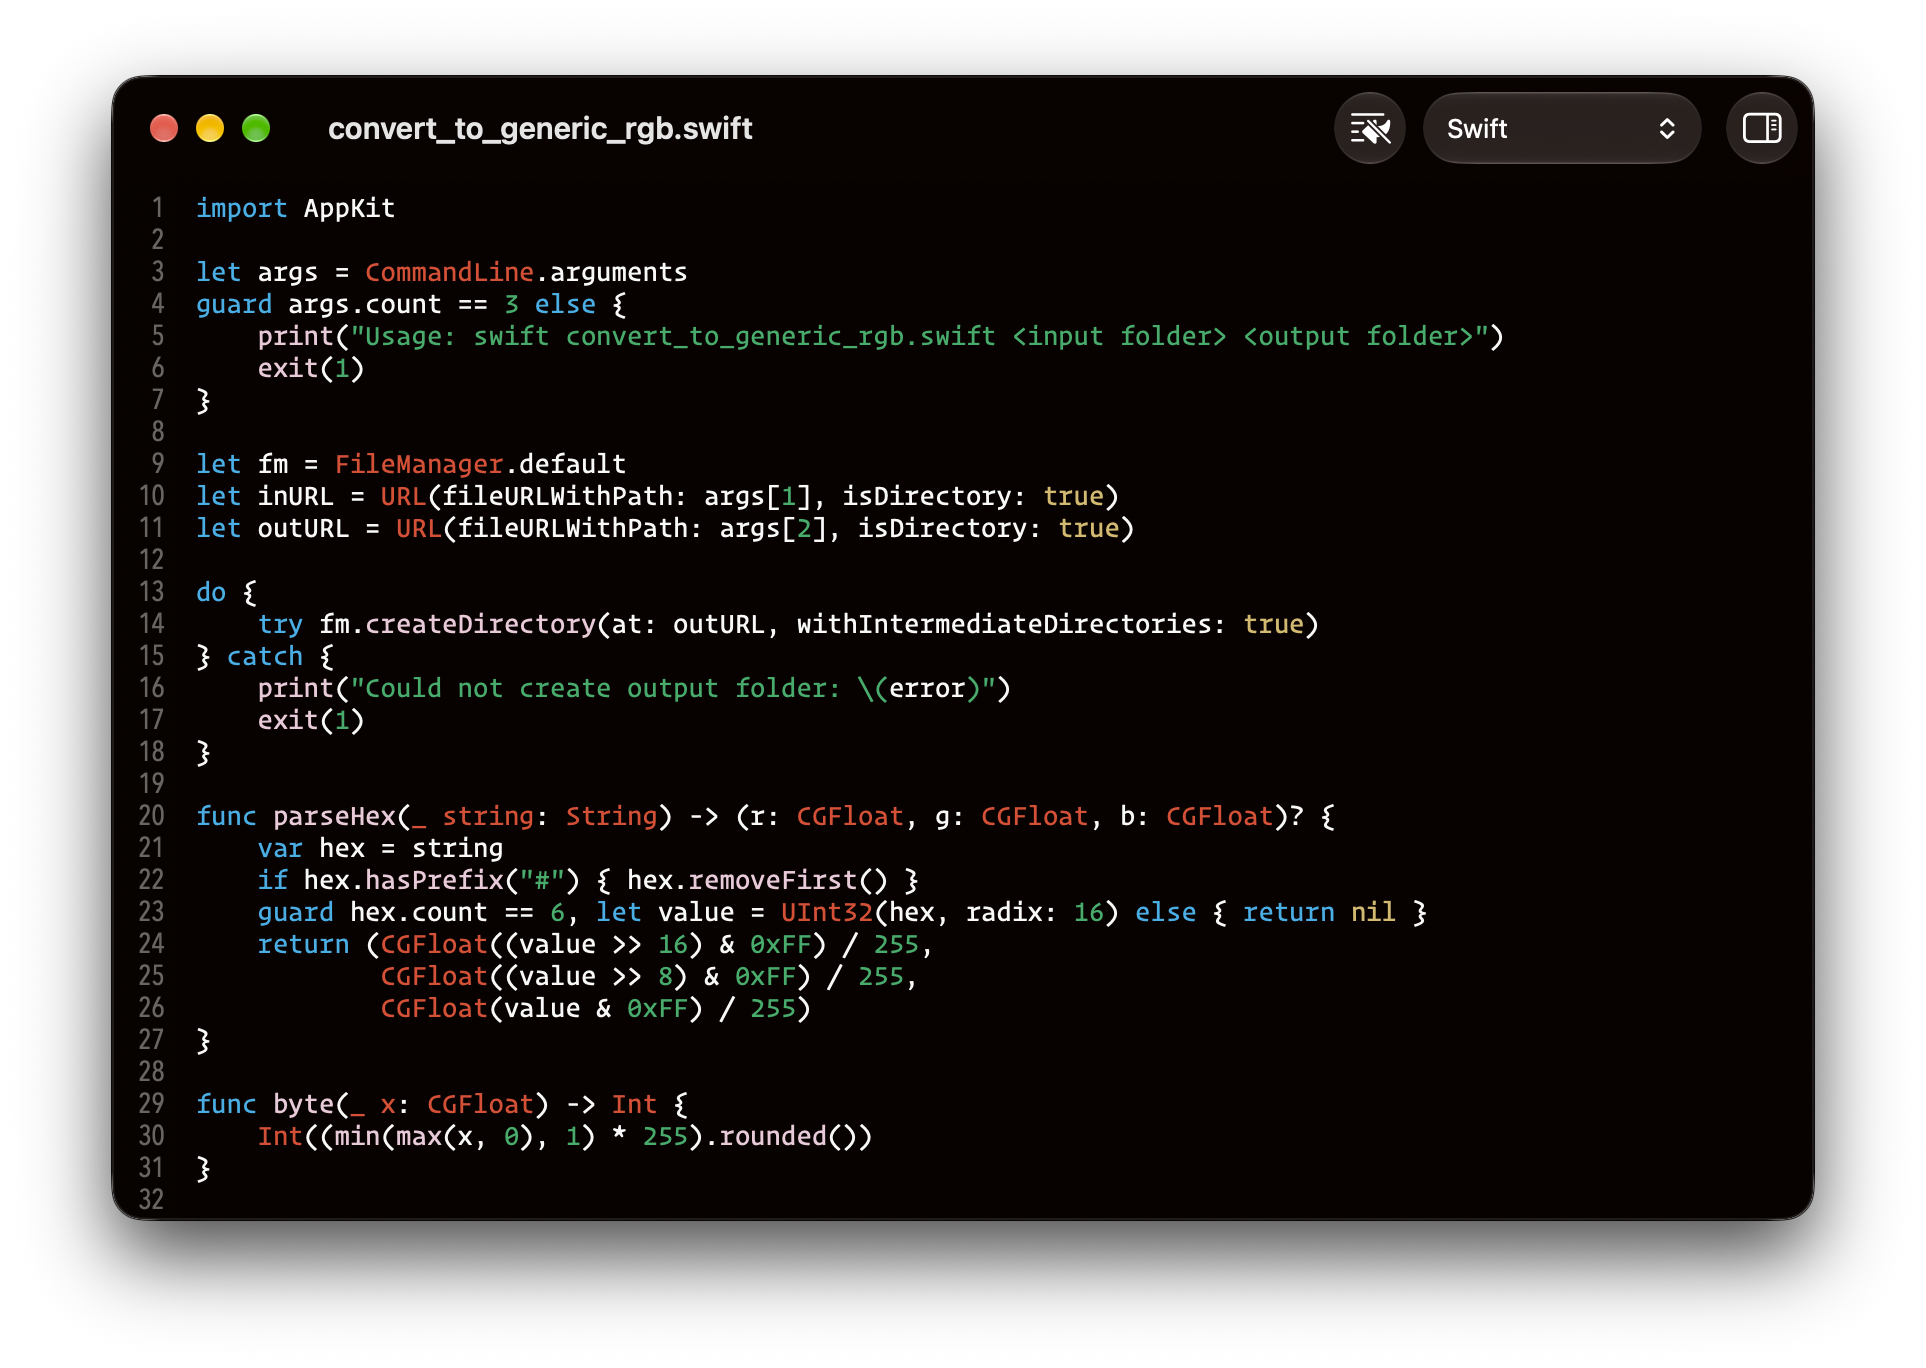 convert_to_generic_rgb.swift
Swift
1 import AppKit
2
3 let args = CommandLine.arguments
4 guard args.count == 3 else {
5     print("Usage: swift convert_to_generic_rgb.swift <input folder> <output folder>")
6     exit(1)
7 }
8
9 let fm = FileManager.default
10 let inURL = URL(fileURLWithPath: args[1], isDirectory: true)
11 let outURL = URL(fileURLWithPath: args[2], isDirectory: true)
12
13 do {
14     try fm.createDirectory(at: outURL, withIntermediateDirectories: true)
15 } catch {
16     print("Could not create output folder: \(error)")
17     exit(1)
18 }
19
20 func parseHex(_ string: String) -> (r: CGFloat, g: CGFloat, b: CGFloat)? {
21     var hex = string
22     if hex.hasPrefix("#") { hex.removeFirst() }
23     guard hex.count == 6, let value = UInt32(hex, radix: 16) else { return nil }
24     return (CGFloat((value >> 16) & 0xFF) / 255,
25             CGFloat((value >> 8) & 0xFF) / 255,
26             CGFloat(value & 0xFF) / 255)
27 }
28
29 func byte(_ x: CGFloat) -> Int {
30     Int((min(max(x, 0), 1) * 255).rounded())
31 }
32